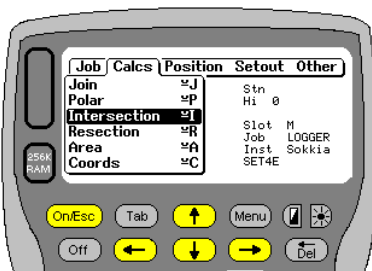 Job Calcs Position Setout Other
Join ⌣J
Polar ⌣P
Intersection ⌣I
Resection ⌣R
Area ⌣A
Coords ⌣C
Stn
Hi 0
Slot M
Job LOGGER
Inst Sokkia
SET4E
256K
RAM
On/Esc Tab Menu
Off Del